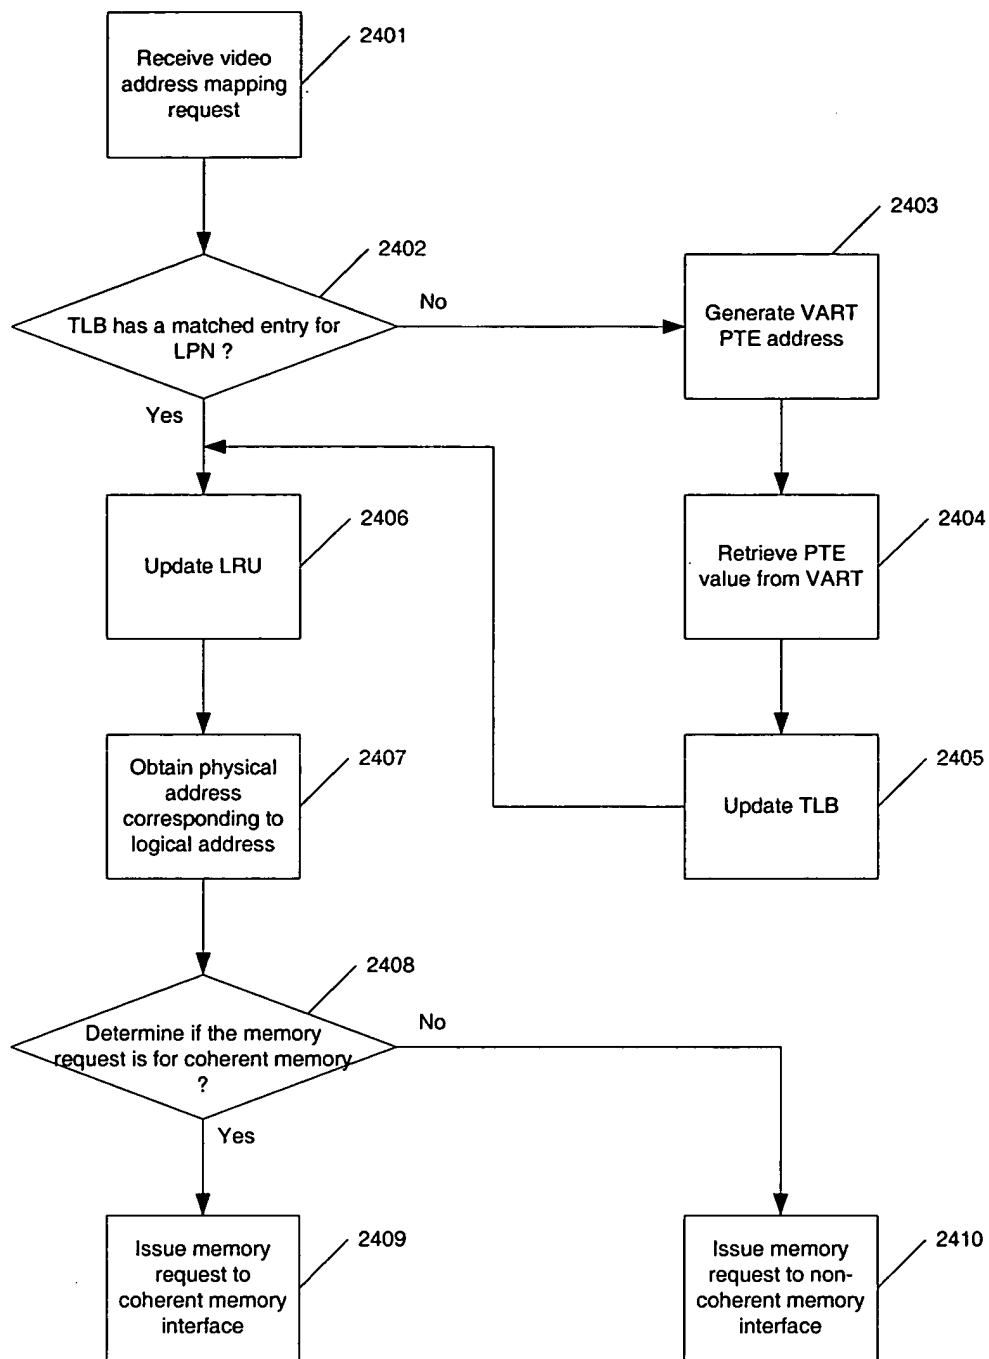 2401
Receive video
address mapping
request
2402
TLB has a matched entry for
LPN ?
No
Yes
2403
Generate VART
PTE address
2406
Update LRU
2404
Retrieve PTE
value from VART
2407
Obtain physical
address
corresponding to
logical address
2405
Update TLB
2408
Determine if the memory
request is for coherent memory
?
No
Yes
2409
Issue memory
request to
coherent memory
interface
2410
Issue memory
request to non-
coherent memory
interface